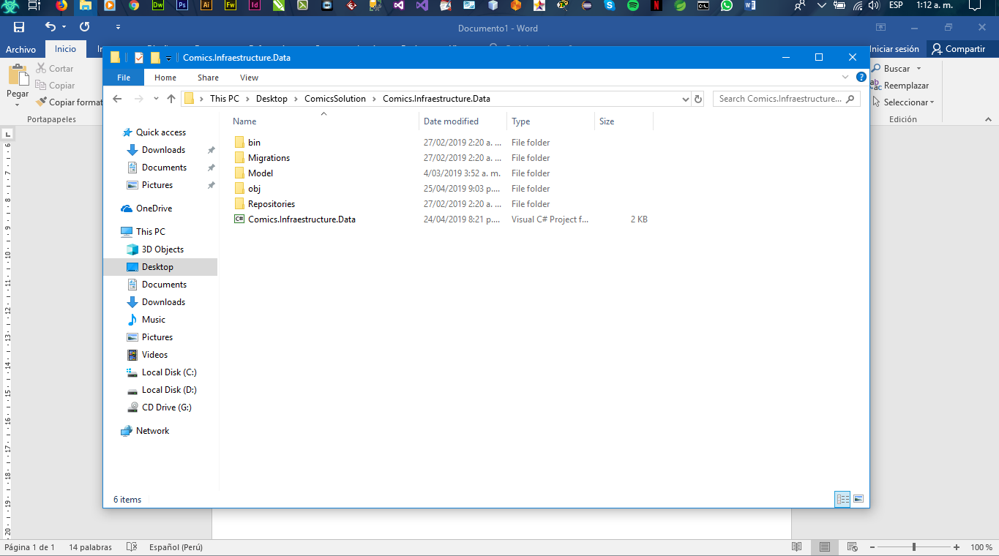 ESP 1:12 a. m.
Documento1 - Word
Archivo Inicio Iniciar sesión Compartir
Cortar
Copiar
Copiar format
Pegar
Portapapeles
Buscar
Reemplazar
Seleccionar
Edición
Comics.Infraestructure.Data
File Home Share View
This PC Desktop ComicsSolution Comics.Infraestructure.Data
Search Comics.Infraestructure...
Name Date modified Type Size
bin 27/02/2019 2:20 a. ... File folder
Migrations 27/02/2019 2:20 a. ... File folder
Model 4/03/2019 3:52 a. m. File folder
obj 25/04/2019 9:03 p.... File folder
Repositories 27/02/2019 2:20 a. ... File folder
Comics.Infraestructure.Data 24/04/2019 8:21 p.... Visual C# Project f... 2 KB
Quick access
Downloads
Documents
Pictures
OneDrive
This PC
3D Objects
Desktop
Documents
Downloads
Music
Pictures
Videos
Local Disk (C:)
Local Disk (D:)
CD Drive (G:)
Network
6 items
Página 1 de 1 14 palabras Español (Perú) 100 %